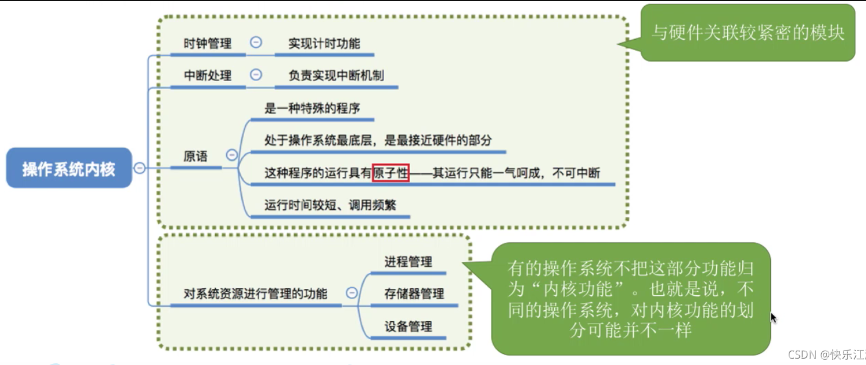 与硬件关联较紧密的模块
时钟管理
实现计时功能
中断处理
负责实现中断机制
是一种特殊的程序
处于操作系统最底层，是最接近硬件的部分
原语
这种程序的运行具有原子性——其运行只能一气呵成，不可中断
运行时间较短、调用频繁
操作系统内核
对系统资源进行管理的功能
进程管理
存储器管理
设备管理
有的操作系统不把这部分功能归
为“内核功能”。也就是说，不
同的操作系统，对内核功能的划
分可能并不一样
CSDN @快乐江